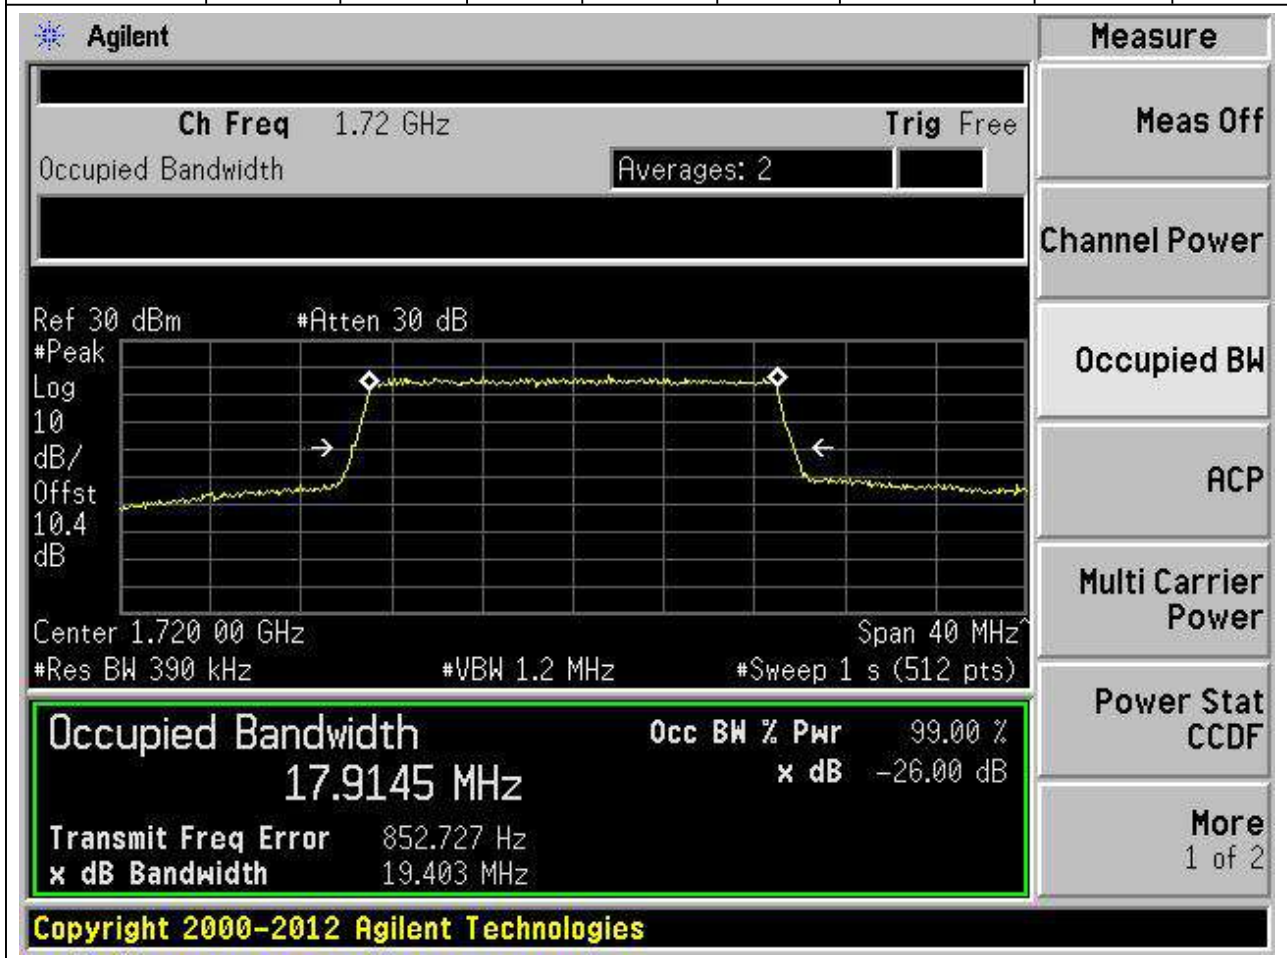 Agilent
Measure
Ch Freq 1.72 GHz Trig Free
Meas Off
Occupied Bandwidth Averages: 2
Channel Power
Ref 30 dBm #Atten 30 dB
#Peak
Log
10
dB/
Offst
10.4
dB
Occupied BW
ACP
Center 1.720 00 GHz Span 40 MHz^
#Res BW 390 kHz #VBW 1.2 MHz #Sweep 1 s (512 pts)
Multi Carrier
Power
Occupied Bandwidth Occ BW % Pwr 99.00 %
17.9145 MHz x dB -26.00 dB
Transmit Freq Error 852.727 Hz
x dB Bandwidth 19.403 MHz
Power Stat
CCDF
More
1 of 2
Copyright 2000-2012 Agilent Technologies